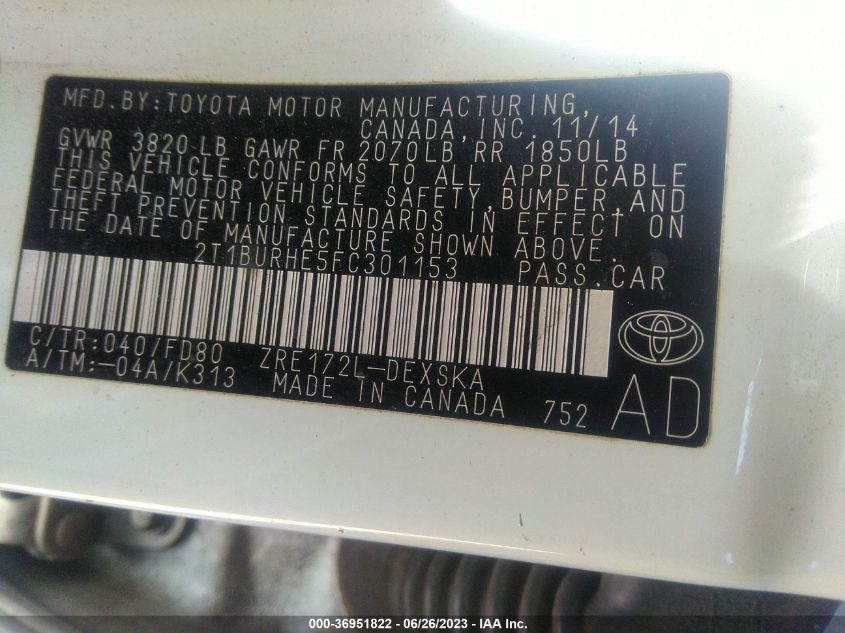 MFD.BY:TOYOTA MOTOR MANUFACTURING,
CANADA,INC. 11/14
GVWR 3820 LB GAWR FR 2070LB RR 1850LB
THIS VEHICLE CONFORMS TO ALL APPLICABLE
FEDERAL MOTOR VEHICLE SAFETY,BUMPER,AND
THEFT PREVENTION STANDARDS IN EFFECT ON
THE DATE OF MANUFACTURE SHOWN ABOVE.
2T1BURHE5FC301153 PASS.CAR
C/TR:040/FD80 ZRE172L-DEXSKA
A/TM:-04A/K313 MADE IN CANADA 752 AD
000-36951822 / 06/26/2023 - © IAA Inc.